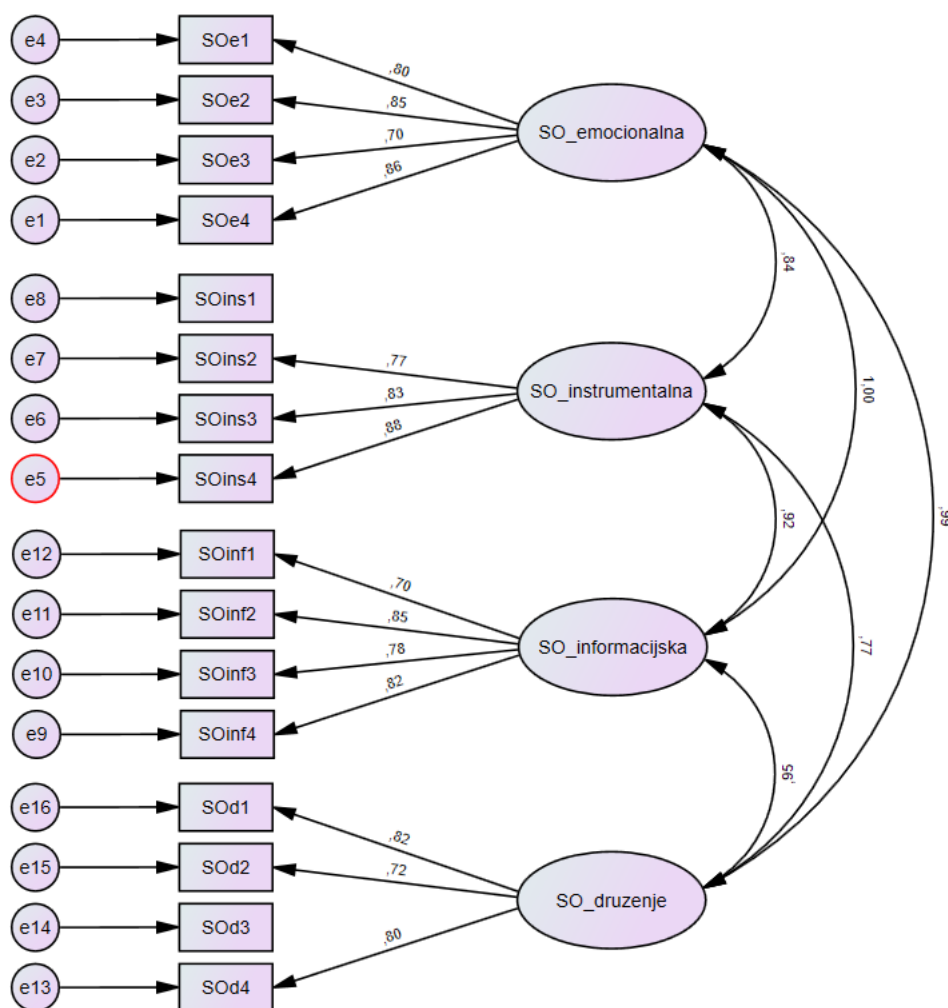 e4
SOe1
,80
e3
SOe2
,85
e2
SOe3
,70
e1
SOe4
,86
SO_emocionalna
,84
1,00
,99
e8
SOins1
e7
SOins2
,77
e6
SOins3
,83
e5
SOins4
,88
SO_instrumentalna
,92
,77
e12
SOinf1
,70
e11
SOinf2
,85
e10
SOinf3
,78
e9
SOinf4
,82
SO_informacijska
,95
e16
SOd1
,82
e15
SOd2
,72
e14
SOd3
e13
SOd4
,80
SO_druzenje